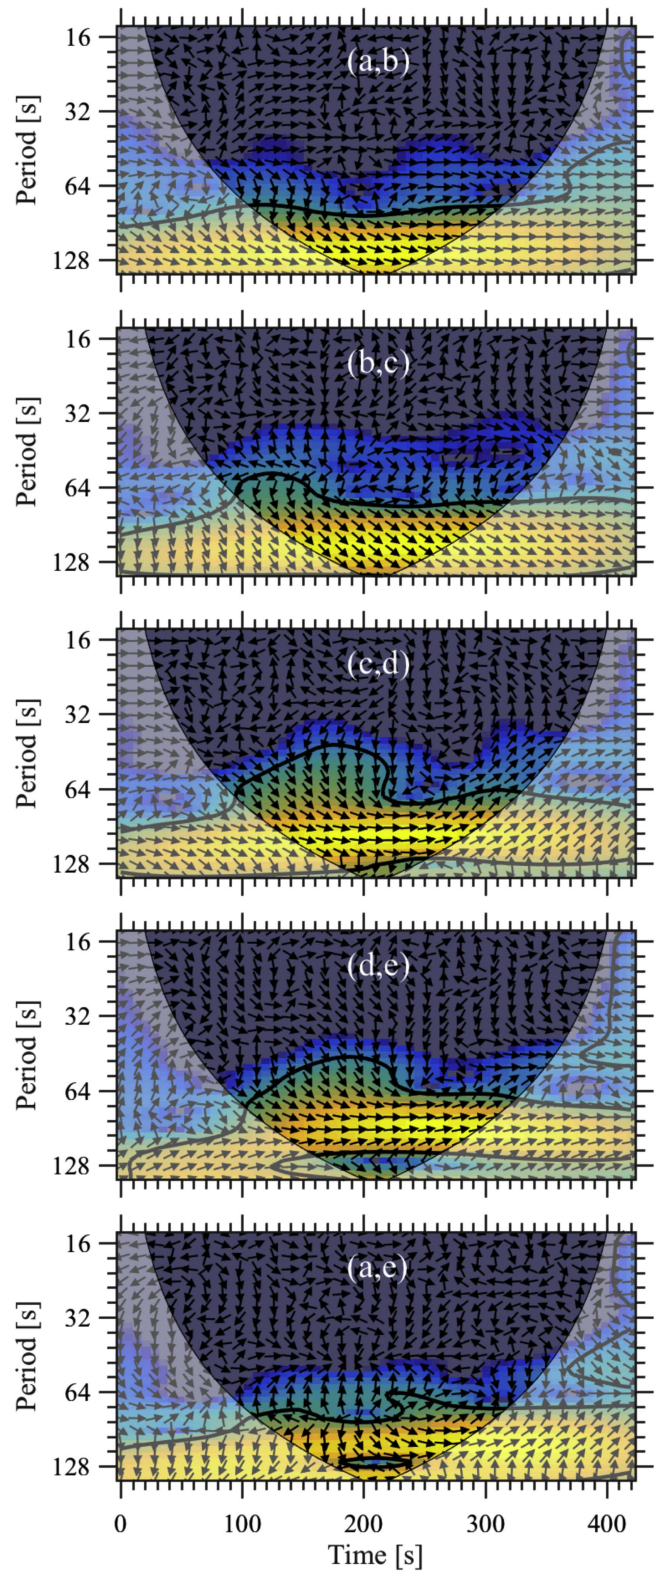 16
(a,b)
32
Period [s]
64
128
16
(b,c)
32
Period [s]
64
128
16
(c,d)
32
Period [s]
64
128
16
(d,e)
32
Period [s]
64
128
16
(a,e)
32
Period [s]
64
128
0 100 200 300 400
Time [s]